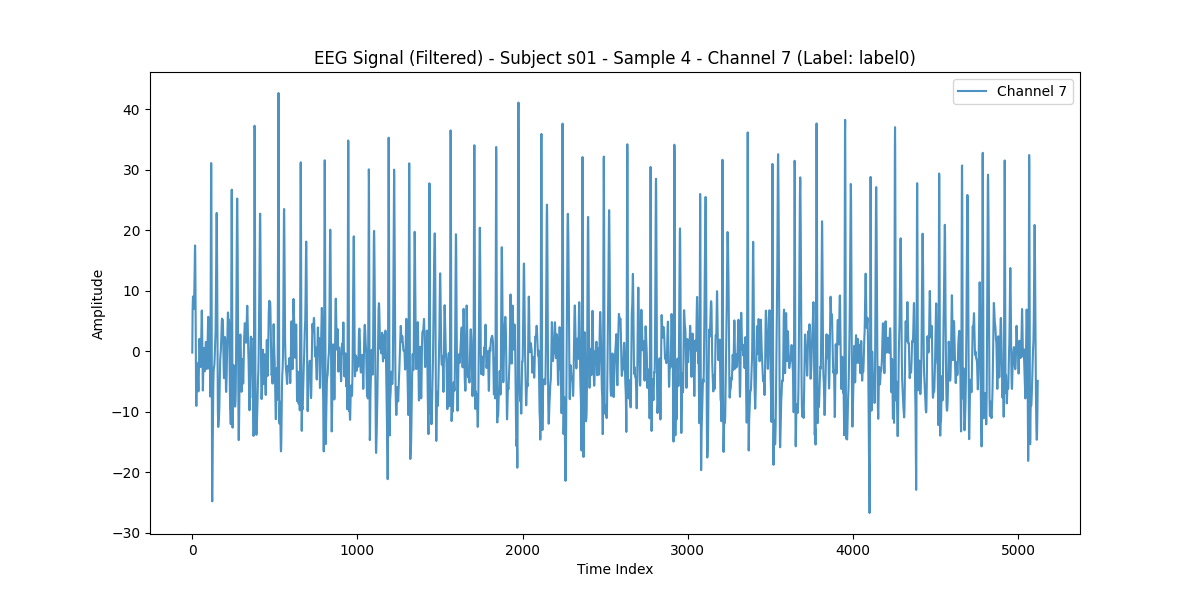 EEG Signal (Filtered) - Subject s01 - Sample 4 - Channel 7 (Label: label0)
Channel 7
40
30
20
10
0
−10
−20
−30
Amplitude
0 1000 2000 3000 4000 5000
Time Index